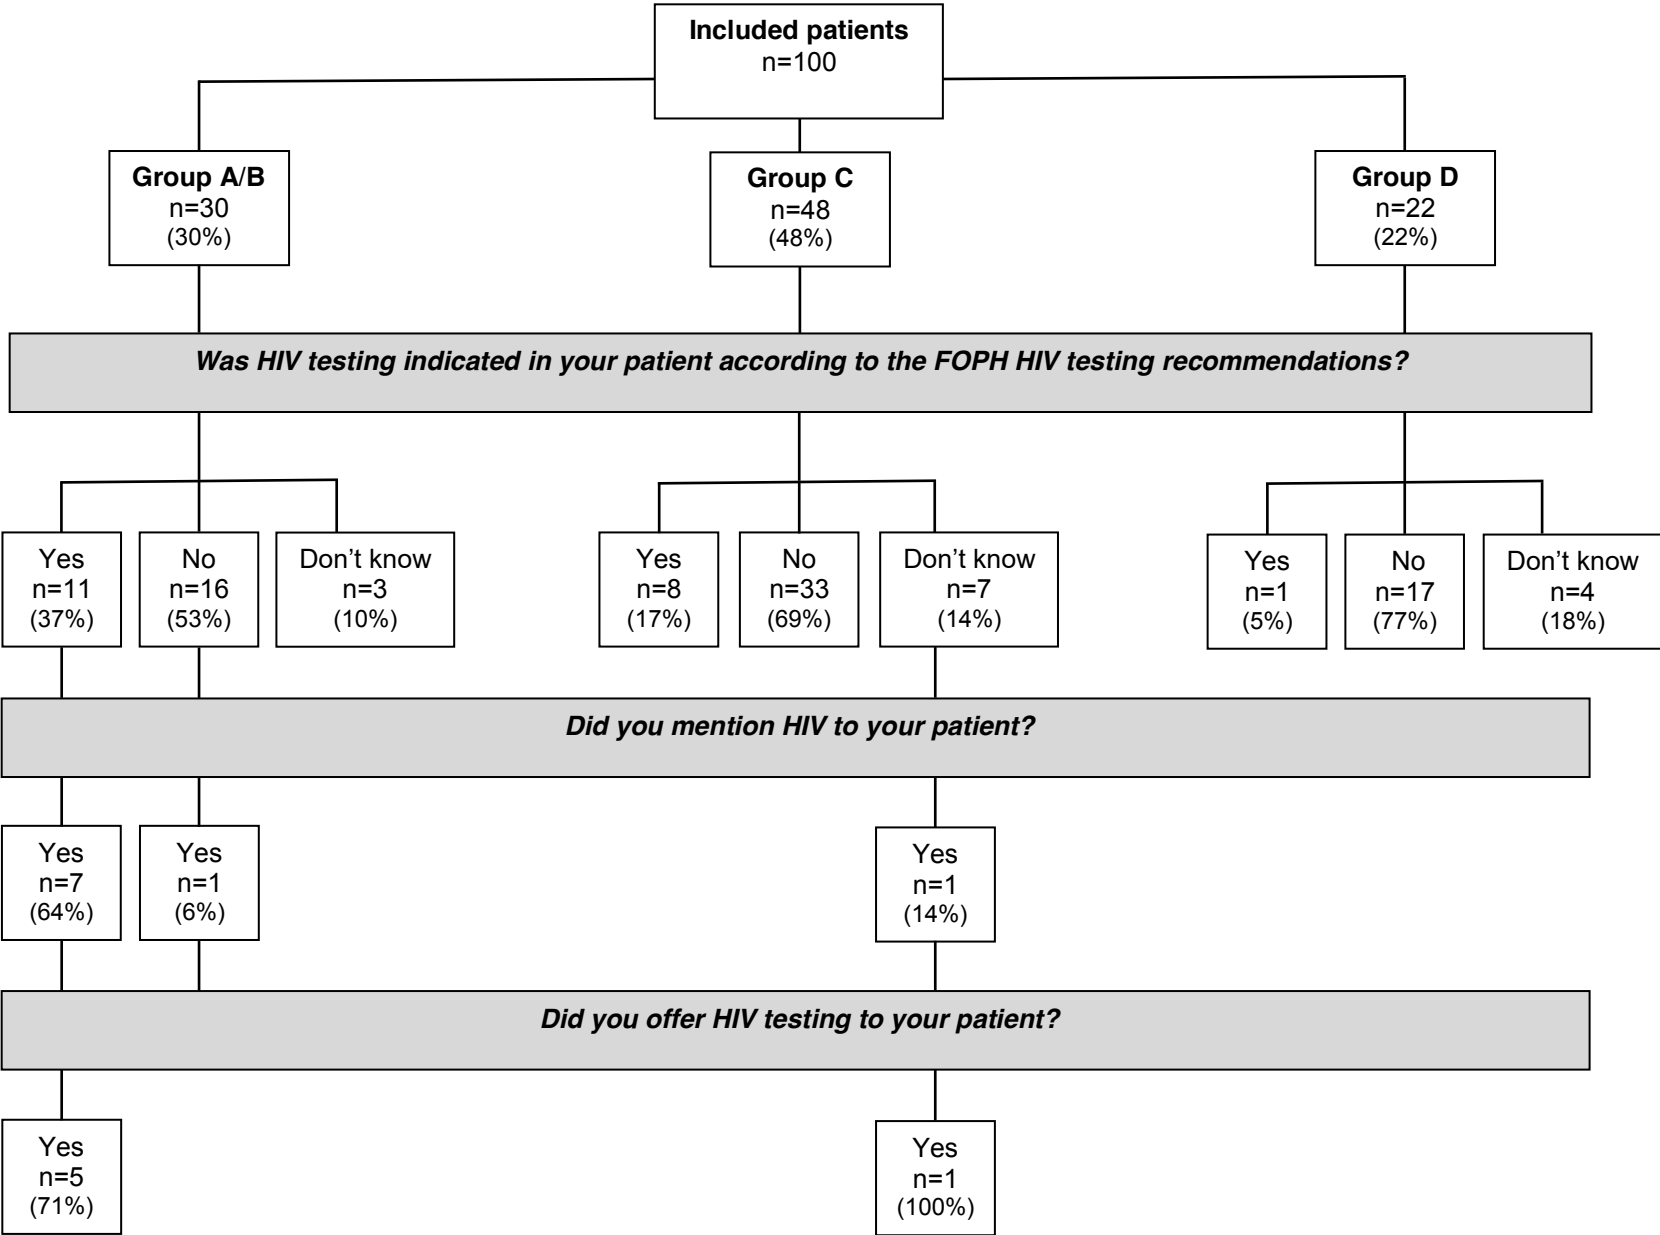 Included patients
n=100
Group A/B
n=30
(30%)
Group C
n=48
(48%)
Group D
n=22
(22%)
Was HIV testing indicated in your patient according to the FOPH HIV testing recommendations?
Yes
n=11
(37%)
No
n=16
(53%)
Don't know
n=3
(10%)
Yes
n=8
(17%)
No
n=33
(69%)
Don't know
n=7
(14%)
Yes
n=1
(5%)
No
n=17
(77%)
Don't know
n=4
(18%)
Did you mention HIV to your patient?
Yes
n=7
(64%)
Yes
n=1
(6%)
Yes
n=1
(14%)
Did you offer HIV testing to your patient?
Yes
n=5
(71%)
Yes
n=1
(100%)